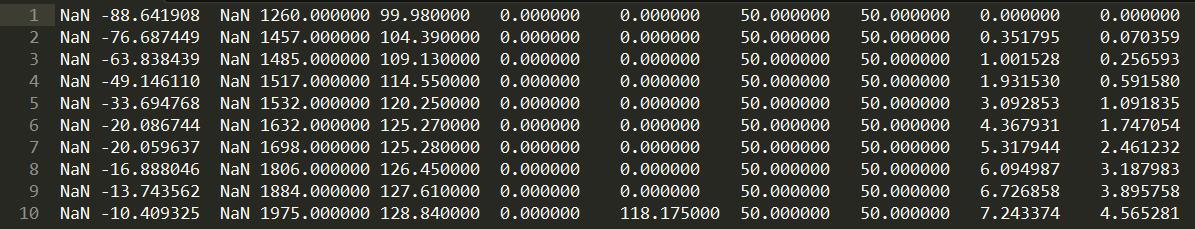 1 NaN -88.641908 NaN 1260.000000 99.980000 0.000000 0.000000 50.000000 50.000000 0.000000 0.000000
2 NaN -76.687449 NaN 1457.000000 104.390000 0.000000 0.000000 50.000000 50.000000 0.351795 0.070359
3 NaN -63.838439 NaN 1485.000000 109.130000 0.000000 0.000000 50.000000 50.000000 1.001528 0.256593
4 NaN -49.146110 NaN 1517.000000 114.550000 0.000000 0.000000 50.000000 50.000000 1.931530 0.591580
5 NaN -33.694768 NaN 1532.000000 120.250000 0.000000 0.000000 50.000000 50.000000 3.092853 1.091835
6 NaN -20.086744 NaN 1632.000000 125.270000 0.000000 0.000000 50.000000 50.000000 4.367931 1.747054
7 NaN -20.059637 NaN 1698.000000 125.280000 0.000000 0.000000 50.000000 50.000000 5.317944 2.461232
8 NaN -16.888046 NaN 1806.000000 126.450000 0.000000 0.000000 50.000000 50.000000 6.094987 3.187983
9 NaN -13.743562 NaN 1884.000000 127.610000 0.000000 0.000000 50.000000 50.000000 6.726858 3.895758
10 NaN -10.409325 NaN 1975.000000 128.840000 0.000000 118.175000 50.000000 50.000000 7.243374 4.565281